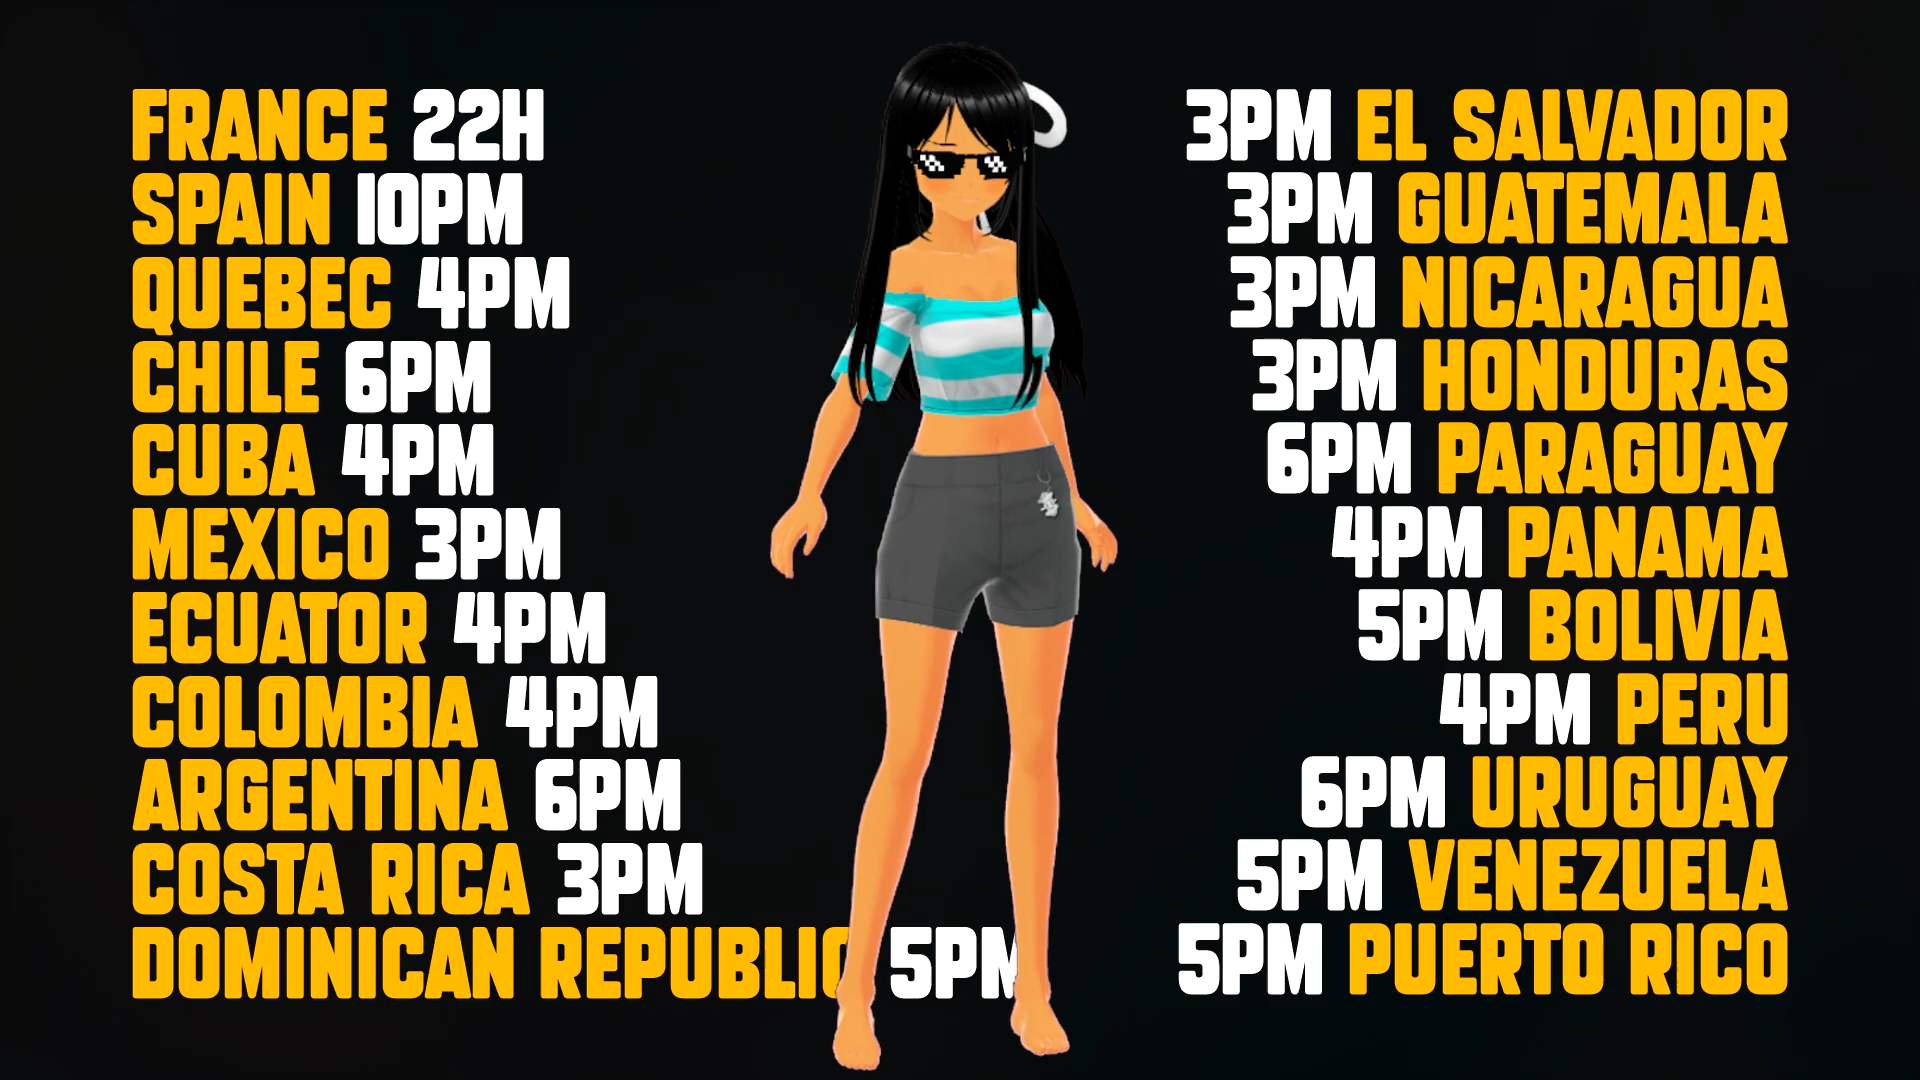 FRANCE 22H
SPAIN 10PM
QUEBEC 4PM
CHILE 6PM
CUBA 4PM
MEXICO 3PM
ECUATOR 4PM
COLOMBIA 4PM
ARGENTINA 6PM
COSTA RICA 3PM
DOMINICAN REPUBLIC 5PM
3PM EL SALVADOR
3PM GUATEMALA
3PM NICARAGUA
3PM HONDURAS
6PM PARAGUAY
4PM PANAMA
5PM BOLIVIA
4PM PERU
6PM URUGUAY
5PM VENEZUELA
5PM PUERTO RICO